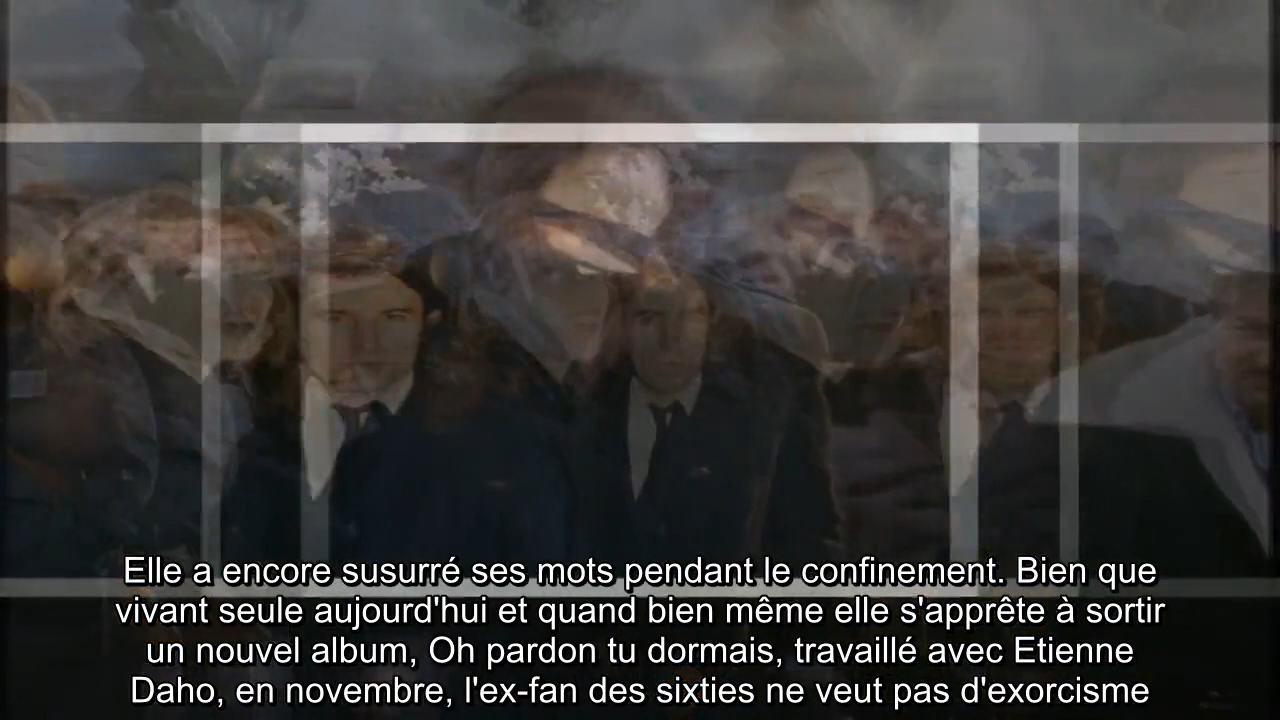 Elle a encore susurré ses mots pendant le confinement. Bien que
vivant seule aujourd'hui et quand bien même elle s'apprête à sortir
un nouvel album, Oh pardon tu dormais, travaillé avec Etienne
Daho, en novembre, l'ex-fan des sixties ne veut pas d'exorcisme